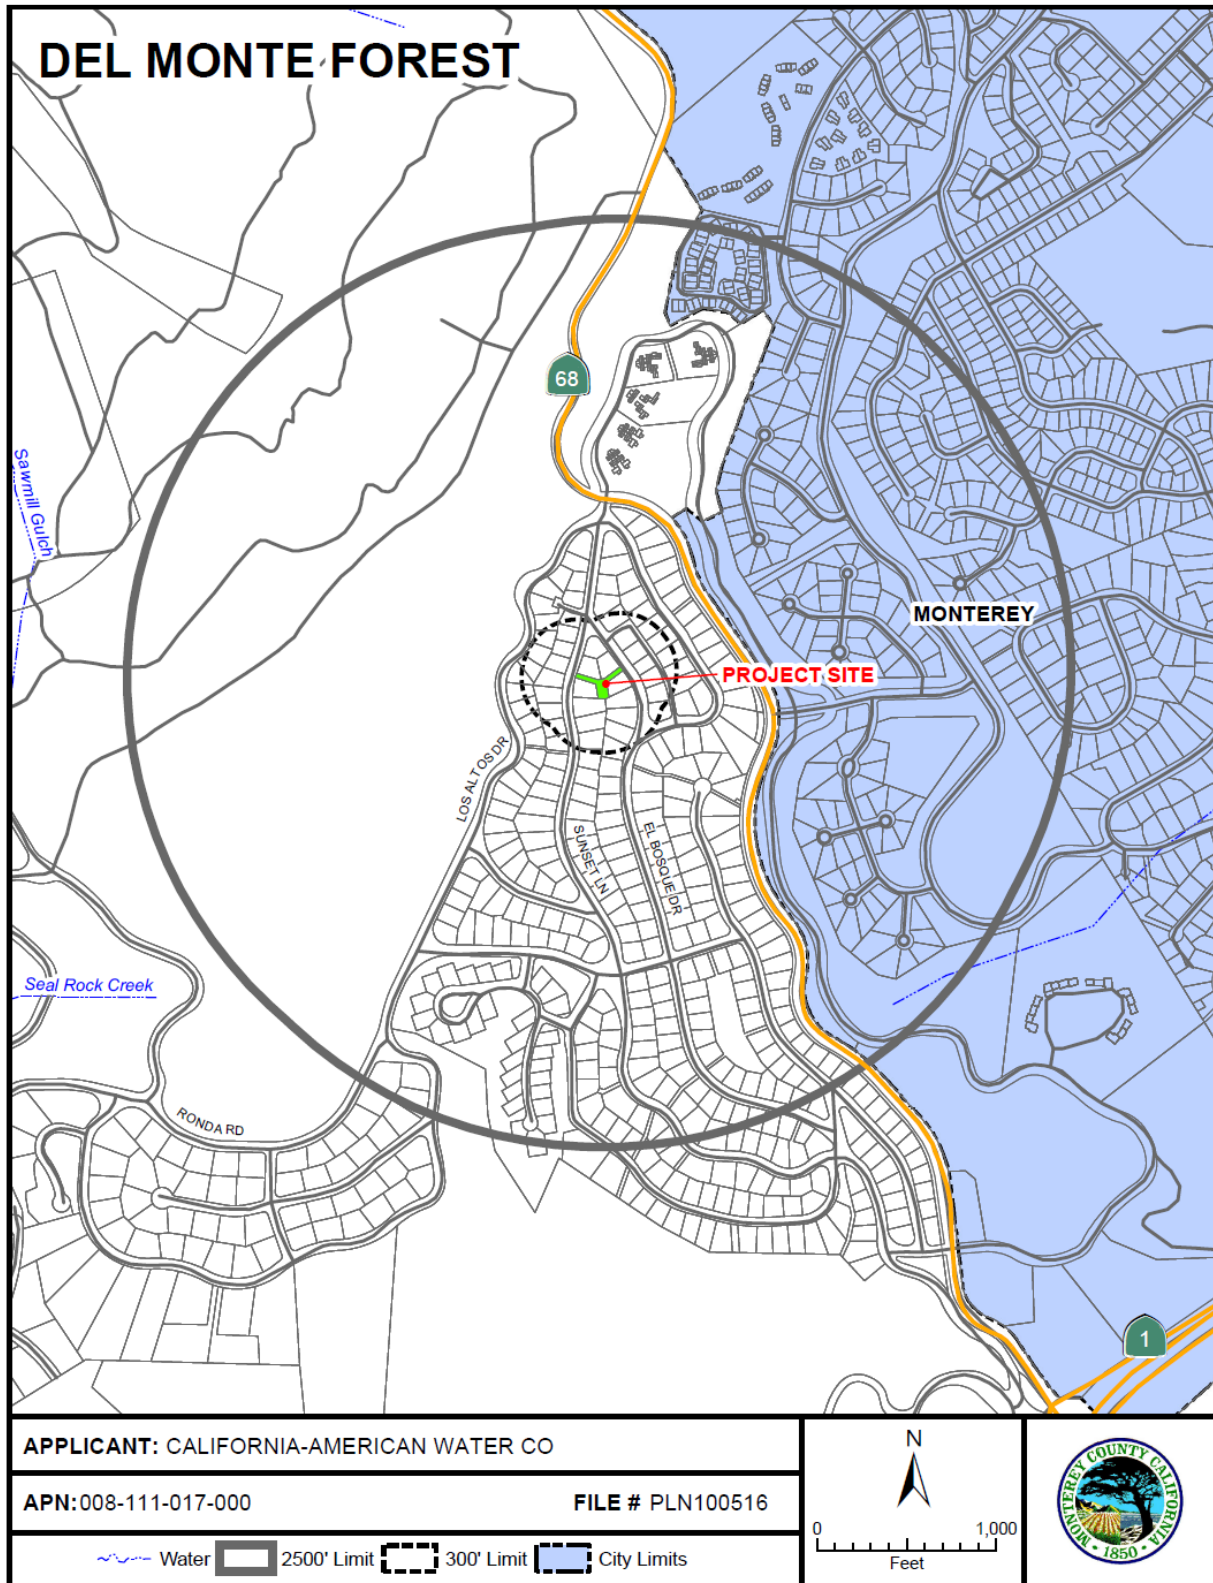 DEL MONTE FOREST
68
Sawmill Gulch
MONTEREY
PROJECT SITE
LOS ALTOS DR
SUNSET LN
EL BOSQUE DR
Seal Rock Creek
RONDA RD
1
APPLICANT: CALIFORNIA-AMERICAN WATER CO
APN:008-111-017-000 FILE # PLN100516
Water 2500' Limit 300' Limit City Limits
N
0 1,000
Feet
MONTEREY COUNTY CALIFORNIA
1850